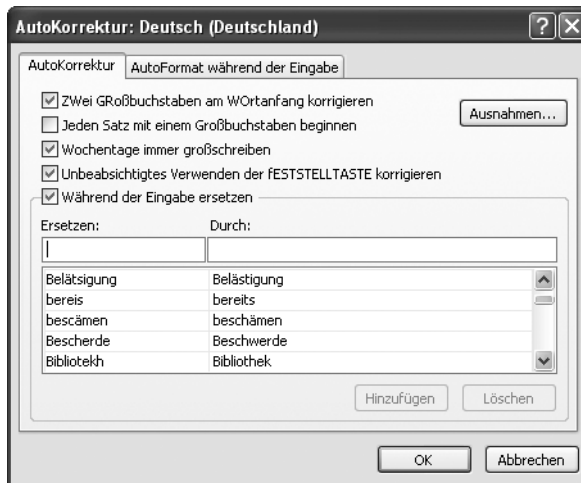 AutoKorrektur: Deutsch (Deutschland)
AutoKorrektur AutoFormat während der Eingabe
ZWei GRoßbuchstaben am WOrtanfang korrigieren
Ausnahmen...
Jeden Satz mit einem Großbuchstaben beginnen
Wochentage immer großschreiben
Unbeabsichtigtes Verwenden der fESTSTELLTASTE korrigieren
Während der Eingabe ersetzen
Ersetzen: Durch:
Belätsigung Belästigung
bereis bereits
bescämen beschämen
Bescherde Beschwerde
Bibliotekh Bibliothek
Hinzufügen Löschen
OK Abbrechen